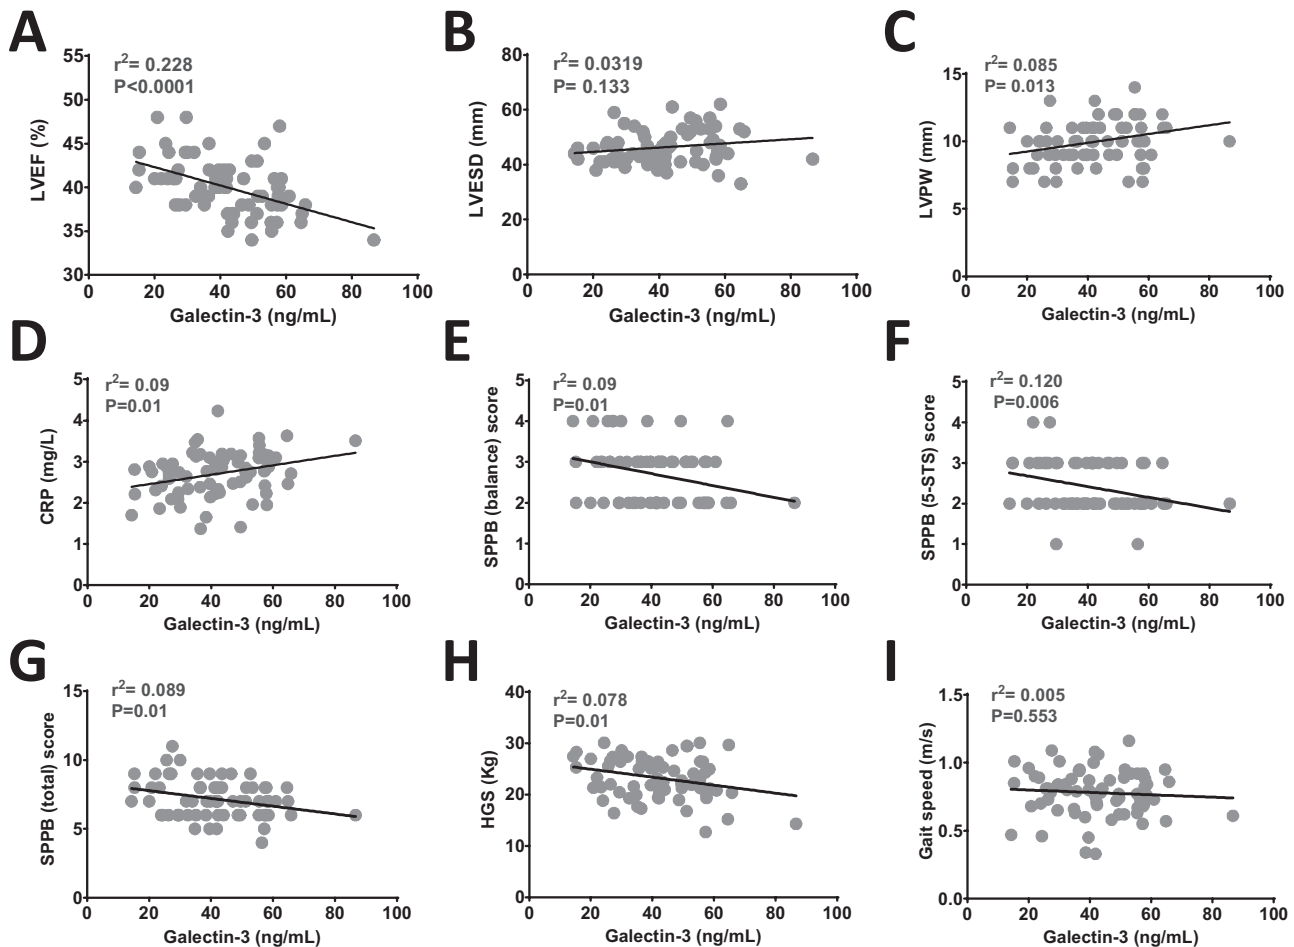 A
r²= 0.228
P<0.0001
LVEF (%)
55
50
45
40
35
30
0 20 40 60 80 100
Galectin-3 (ng/mL)
B
r²= 0.0319
P= 0.133
LVESD (mm)
80
60
40
20
0
0 20 40 60 80 100
Galectin-3 (ng/mL)
C
r²= 0.085
P= 0.013
LVPW (mm)
15
10
5
0
0 20 40 60 80 100
Galectin-3 (ng/mL)
D
r²= 0.09
P=0.01
CRP (mg/L)
5
4
3
2
1
0
0 20 40 60 80 100
Galectin-3 (ng/mL)
E
r²= 0.09
P=0.01
SPPB (balance) score
5
4
3
2
1
0
0 20 40 60 80 100
Galectin-3 (ng/mL)
F
r²= 0.120
P=0.006
SPPB (5-STS) score
5
4
3
2
1
0
0 20 40 60 80 100
Galectin-3 (ng/mL)
G
r²= 0.089
P=0.01
SPPB (total) score
15
10
5
0
0 20 40 60 80 100
Galectin-3 (ng/mL)
H
r²= 0.078
P=0.01
HGS (Kg)
40
30
20
10
0
0 20 40 60 80 100
Galectin-3 (ng/mL)
I
r²= 0.005
P=0.553
Gait speed (m/s)
1.5
1.0
0.5
0.0
0 20 40 60 80 100
Galectin-3 (ng/mL)